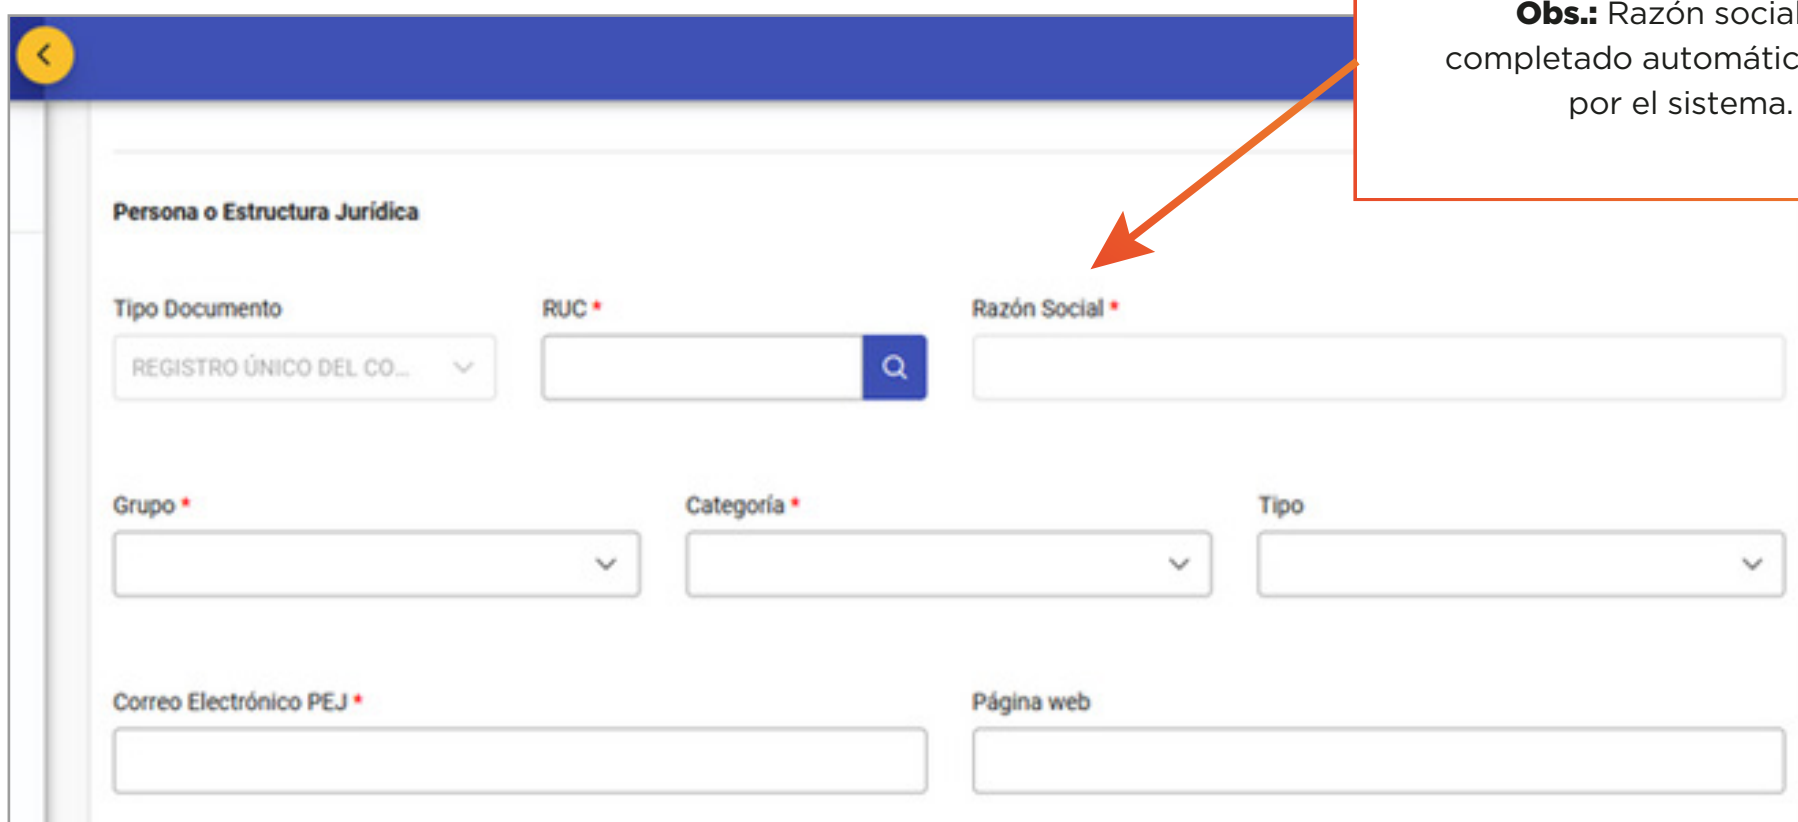 Obs.: Razón social
completado automátic
por el sistema.
Persona o Estructura Jurídica
Tipo Documento
RUC *
Razón Social *
REGISTRO ÚNICO DEL CO...
Grupo *
Categoría *
Tipo
Correo Electrónico PEJ *
Página web